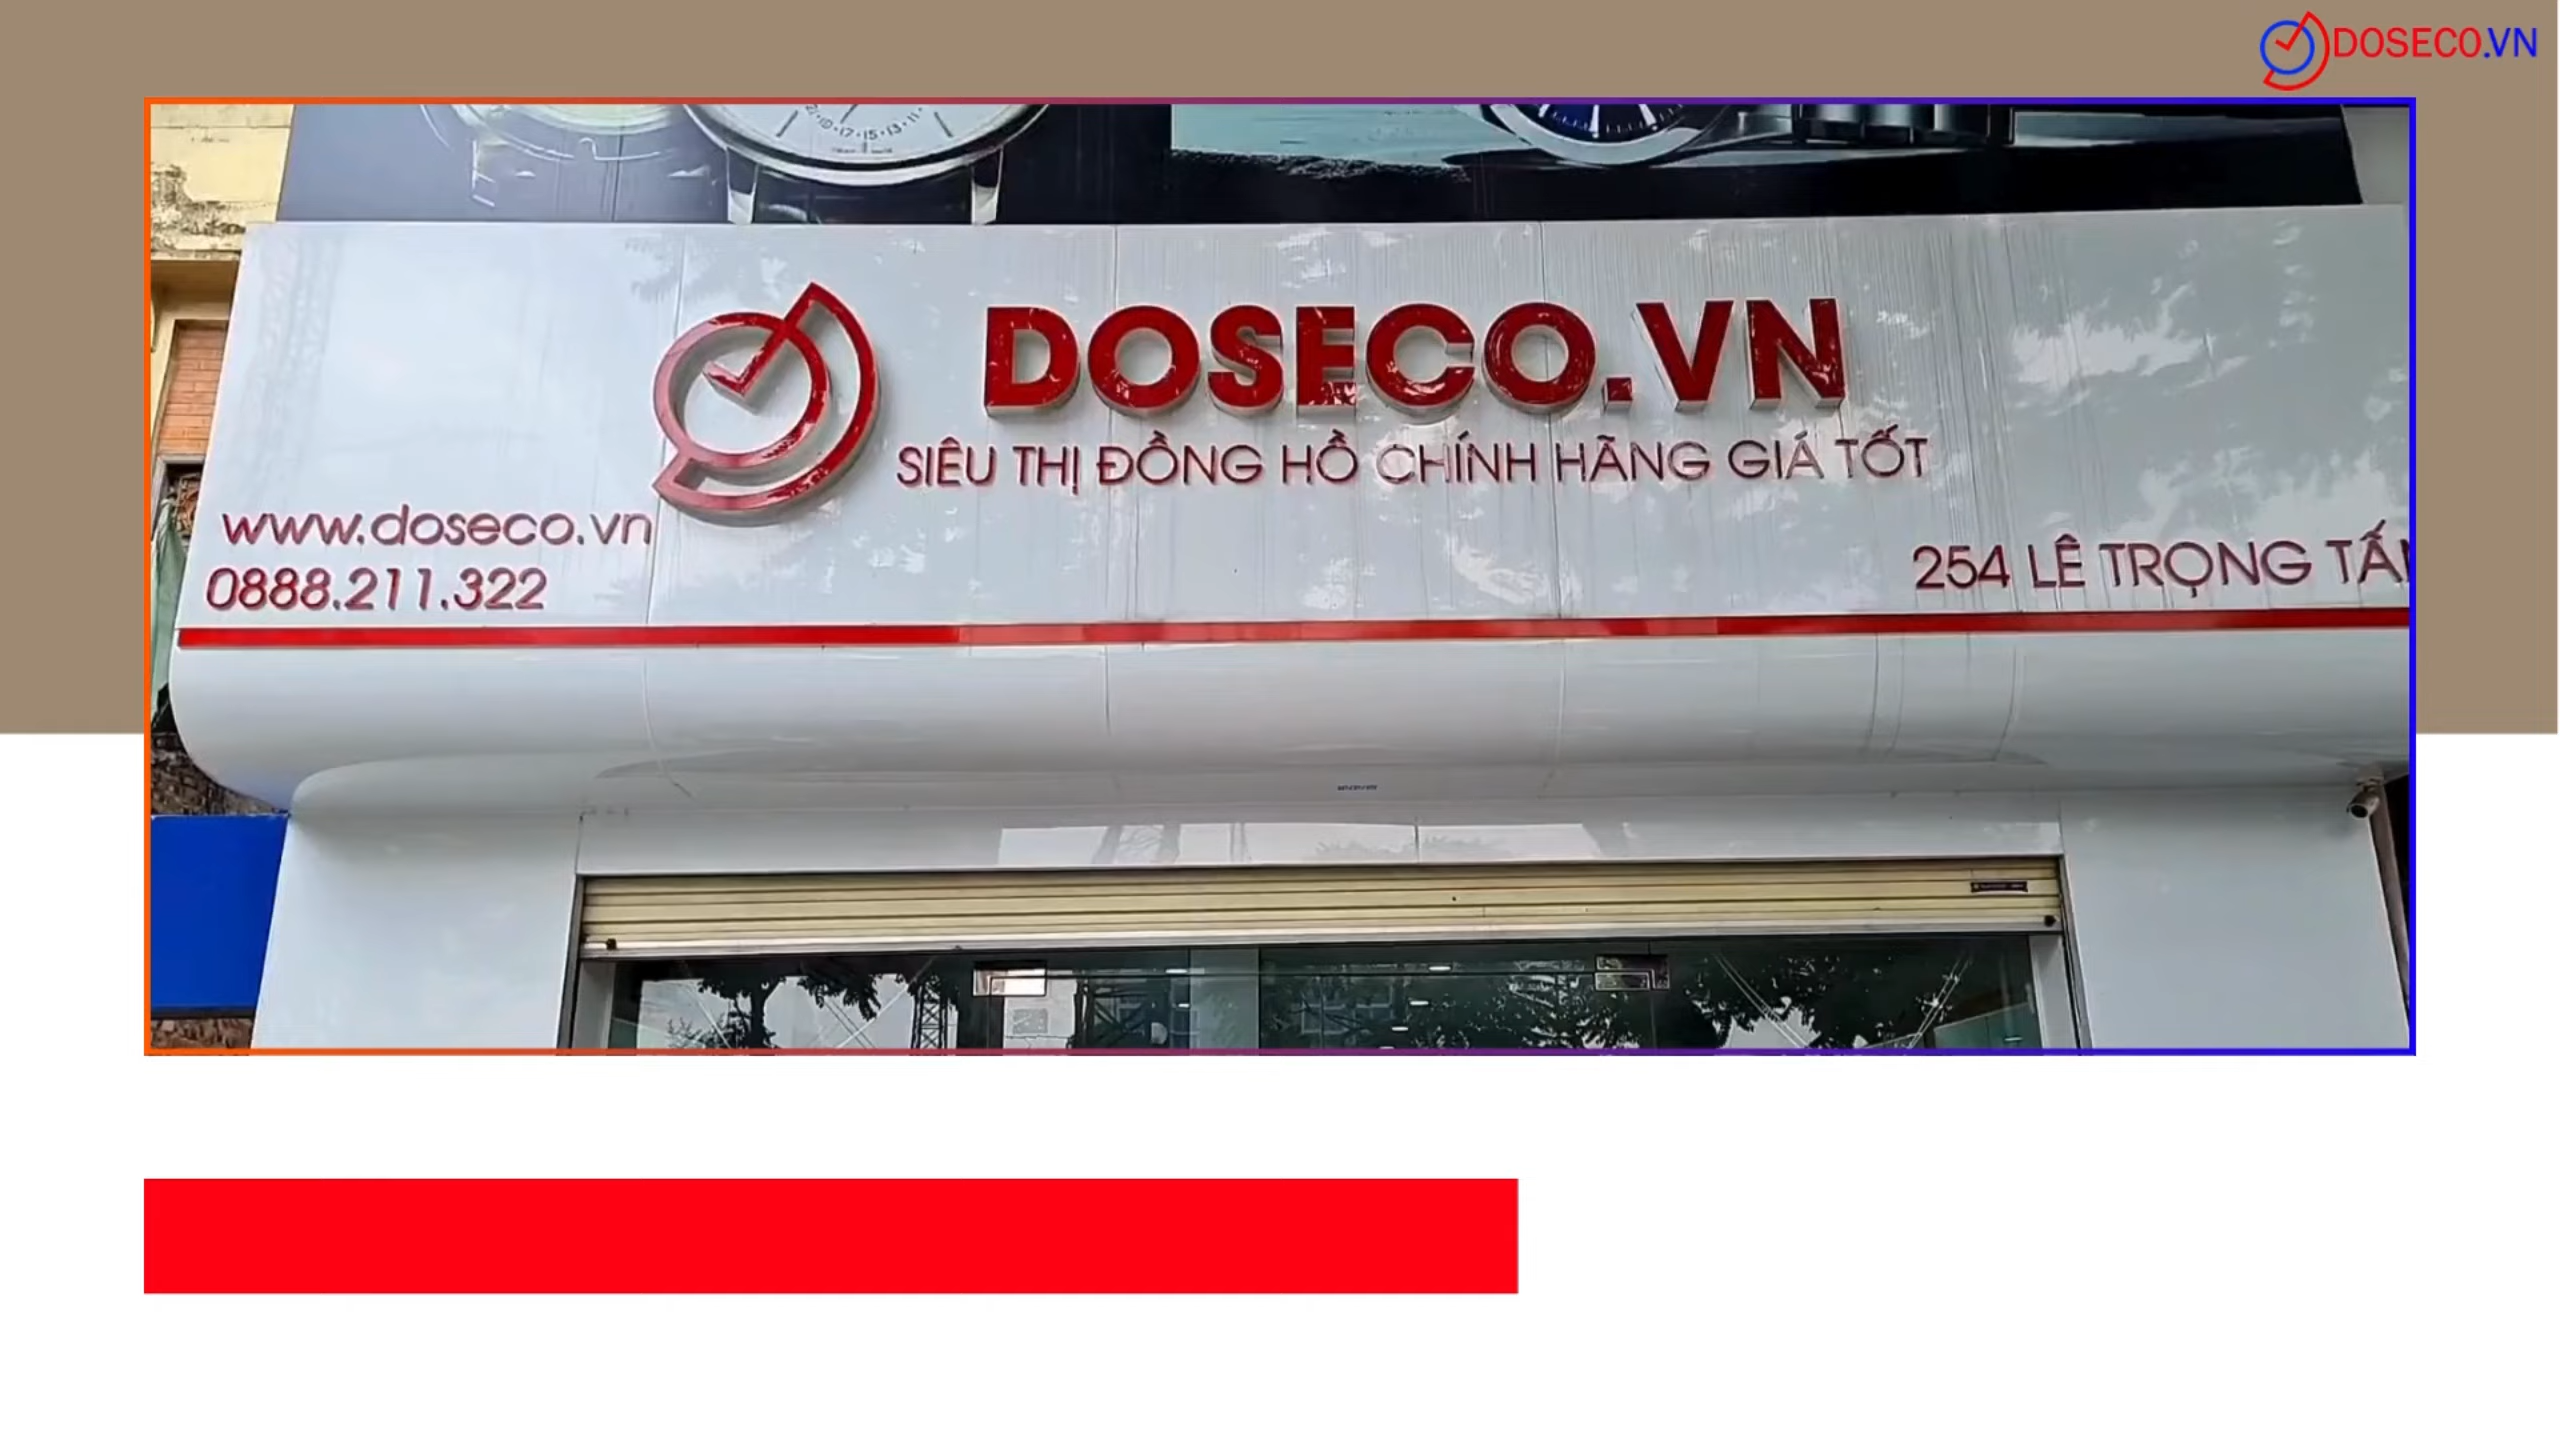 DOSECO.VN
DOSECO.VN
SIÊU THỊ ĐỒNG HỒ CHÍNH HÃNG GIÁ TỐT
www.doseco.vn
0888.211.322
254 LÊ TRỌNG TẤN